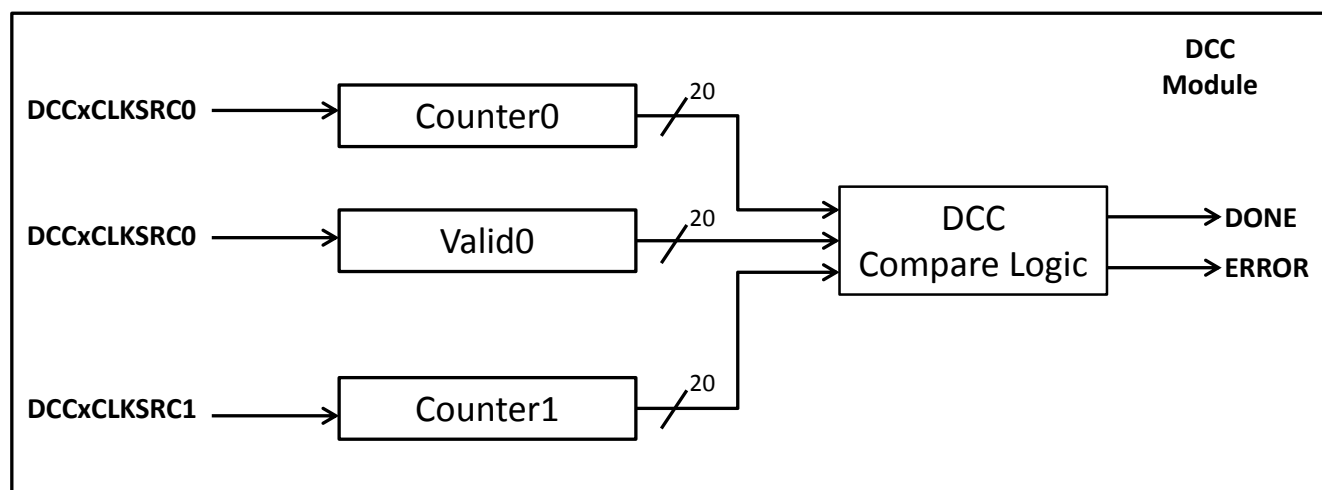 DCC
Module
DCCxCLKSRC0
Counter0
20
DCCxCLKSRC0
Valid0
20
DCC
Compare Logic
DONE
ERROR
DCCxCLKSRC1
Counter1
20